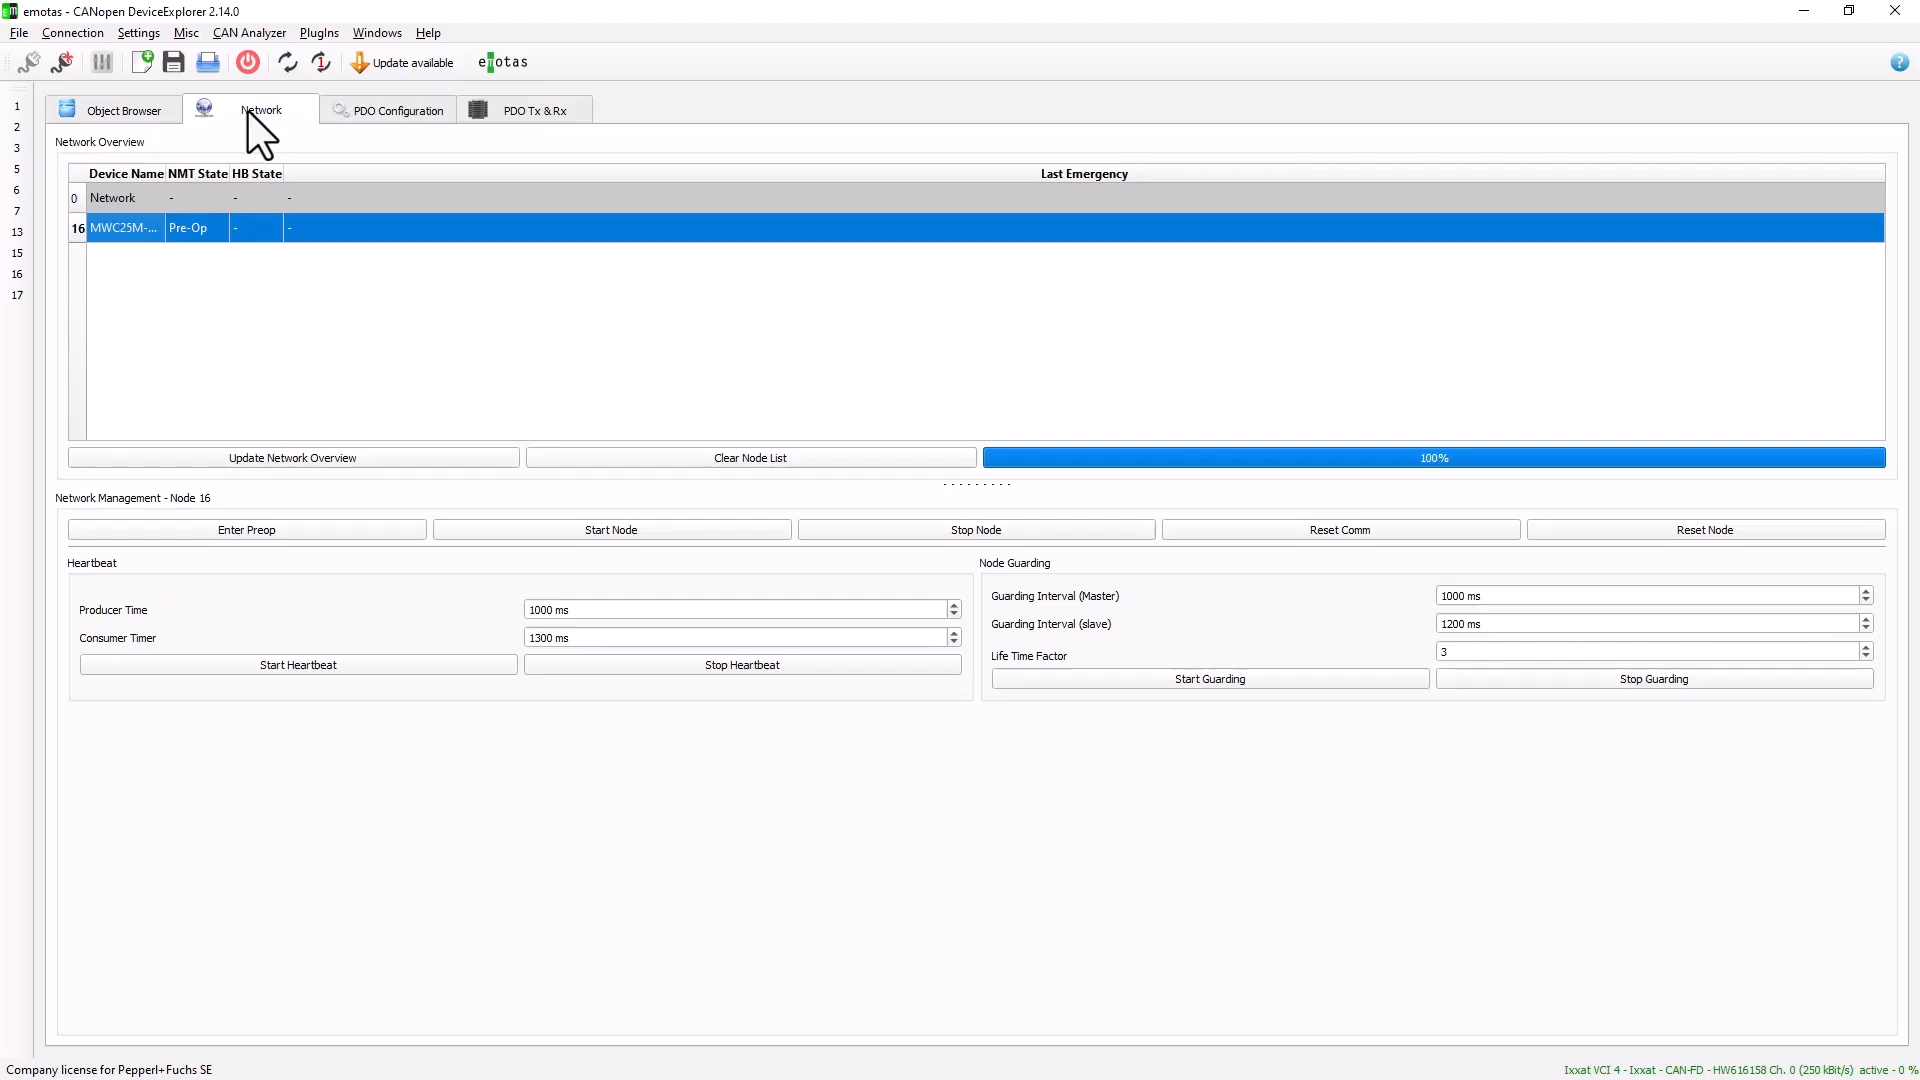 emotas - CANopen DeviceExplorer 2.14.0
File Connection Settings Misc CAN Analyzer PlugIns Windows Help
1 Update available emotas ?
Object Browser Network PDO Configuration PDO Tx & Rx
1
2
3
5
6
7
13
15
16
17
Network Overview
Device Name NMT State HB State Last Emergency
0 Network - - -
16 MWC25M-... Pre-Op - -
Update Network Overview Clear Node List 100%
Network Management - Node 16
Enter Preop Start Node Stop Node Reset Comm Reset Node
Heartbeat
Producer Time 1000 ms
Consumer Timer 1300 ms
Start Heartbeat Stop Heartbeat
Node Guarding
Guarding Interval (Master) 1000 ms
Guarding Interval (slave) 1200 ms
Life Time Factor 3
Start Guarding Stop Guarding
Company license for Pepperl+Fuchs SE
Ixxat VCI 4 - Ixxat - CAN-FD - HW616158 Ch. 0 (250 kBit/s) active - 0 %